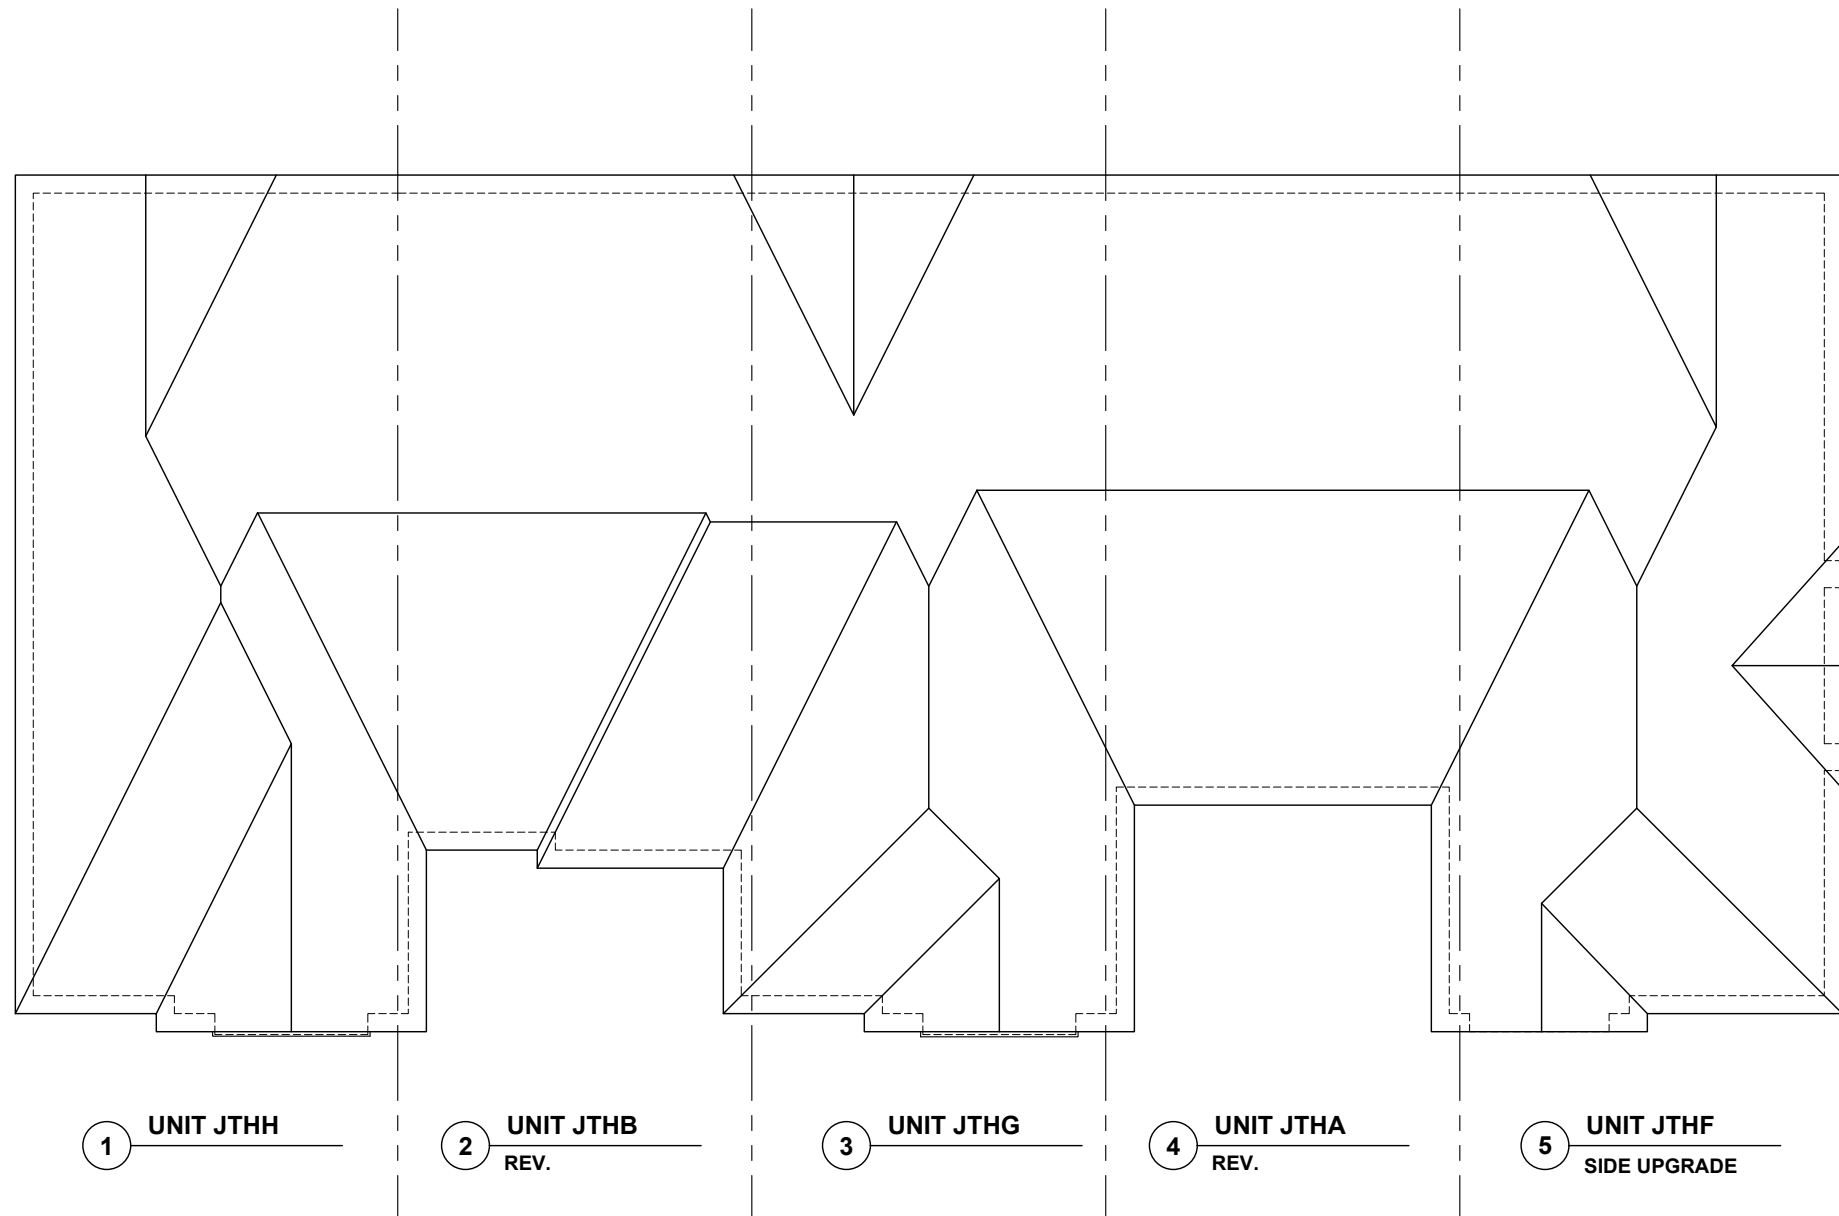 1 UNIT JTHH
2 UNIT JTHB
REV.
3 UNIT JTHG
4 UNIT JTHA
REV.
5 UNIT JTHF
SIDE UPGRADE